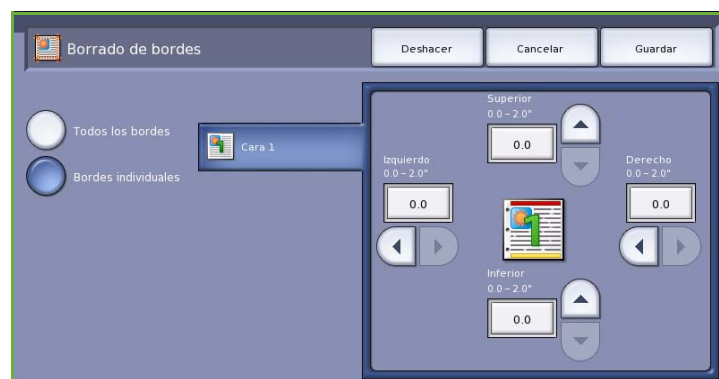 Borrado de bordes
Deshacer
Cancelar
Guardar
Todos los bordes
Bordes individuales
Cara 1
Superior
0.0 – 2.0"
0.0
Izquierdo
0.0 – 2.0"
0.0
Derecho
0.0 – 2.0"
0.0
1
Inferior
0.0 – 2.0"
0.0